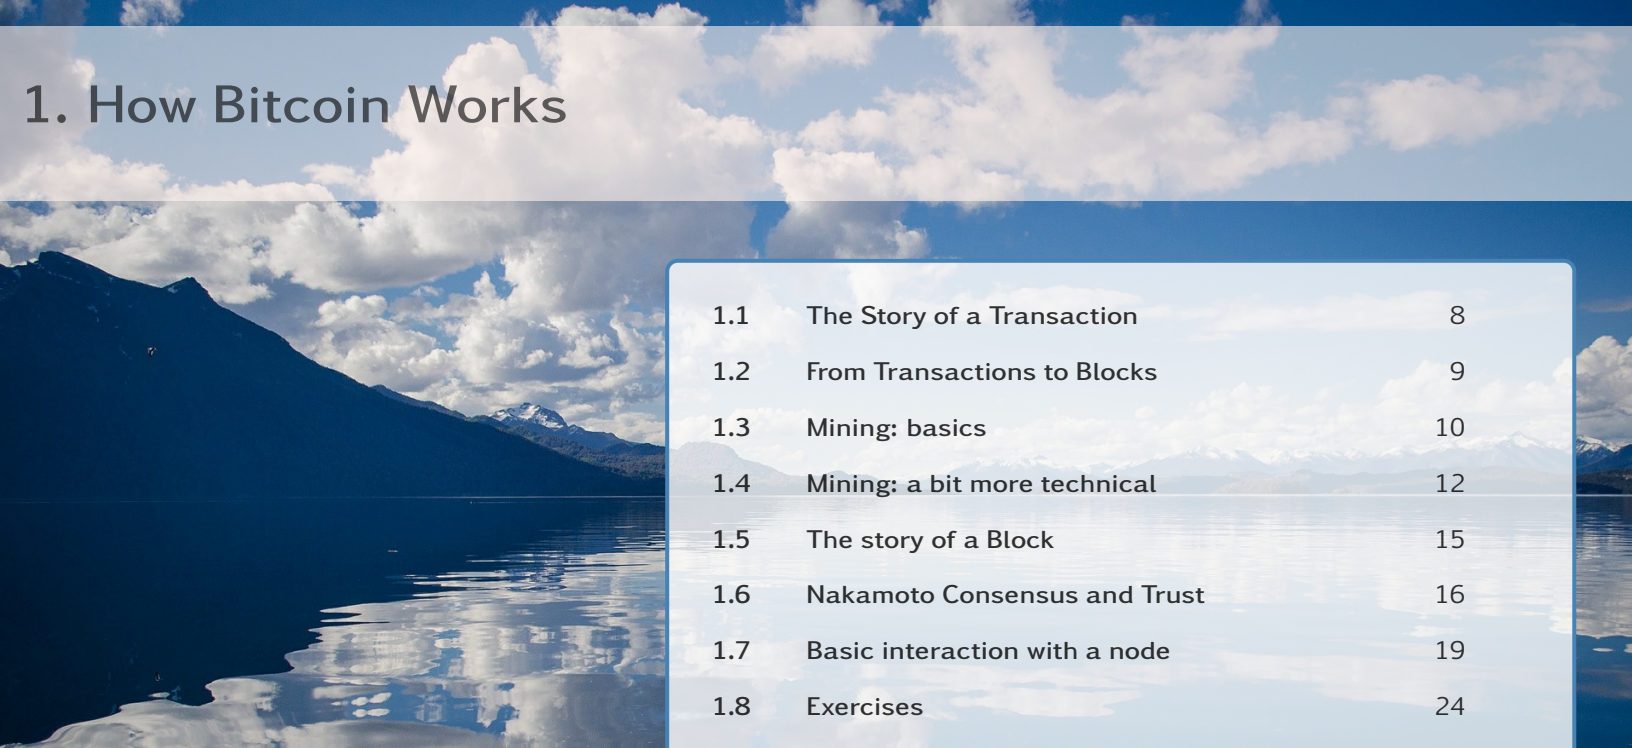 1. How Bitcoin Works
1.1 The Story of a Transaction 8
1.2 From Transactions to Blocks 9
1.3 Mining: basics 10
1.4 Mining: a bit more technical 12
1.5 The story of a Block 15
1.6 Nakamoto Consensus and Trust 16
1.7 Basic interaction with a node 19
1.8 Exercises 24